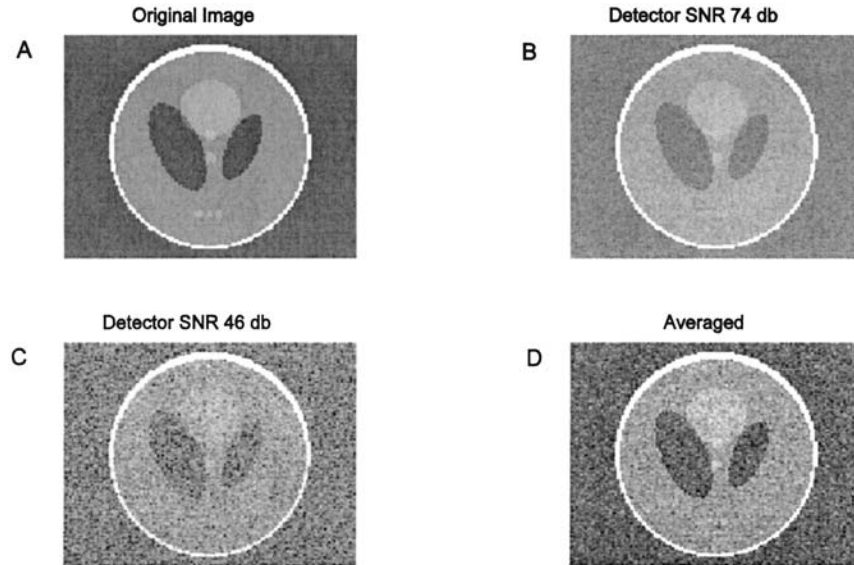 Original Image
A
Detector SNR 74 db
B
Detector SNR 46 db
C
Averaged
D